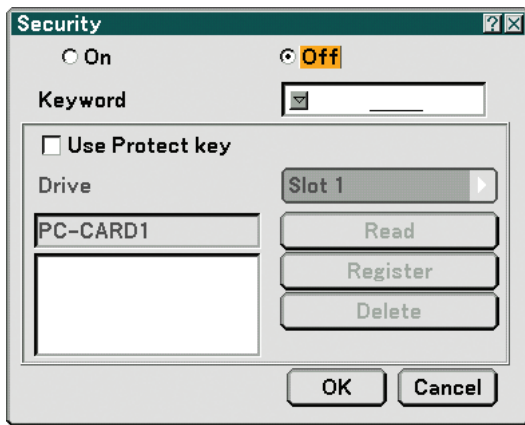 Security
On Off
Keyword
Use Protect key
Drive Slot 1
PC-CARD1 Read
Register
Delete
OK Cancel